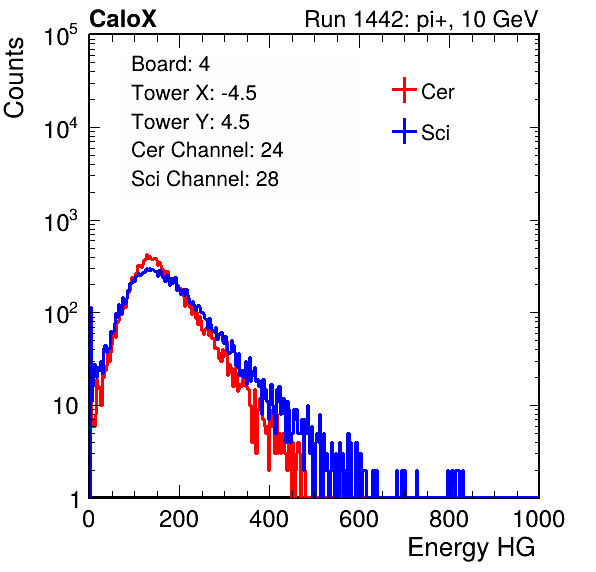 CaloX Run 1442: pi+, 10 GeV
Counts
Board: 4
Tower X: -4.5
Tower Y: 4.5
Cer Channel: 24
Sci Channel: 28
Cer
Sci
10^5
10^4
10^3
10^2
10
1
0 200 400 600 800 1000
Energy HG